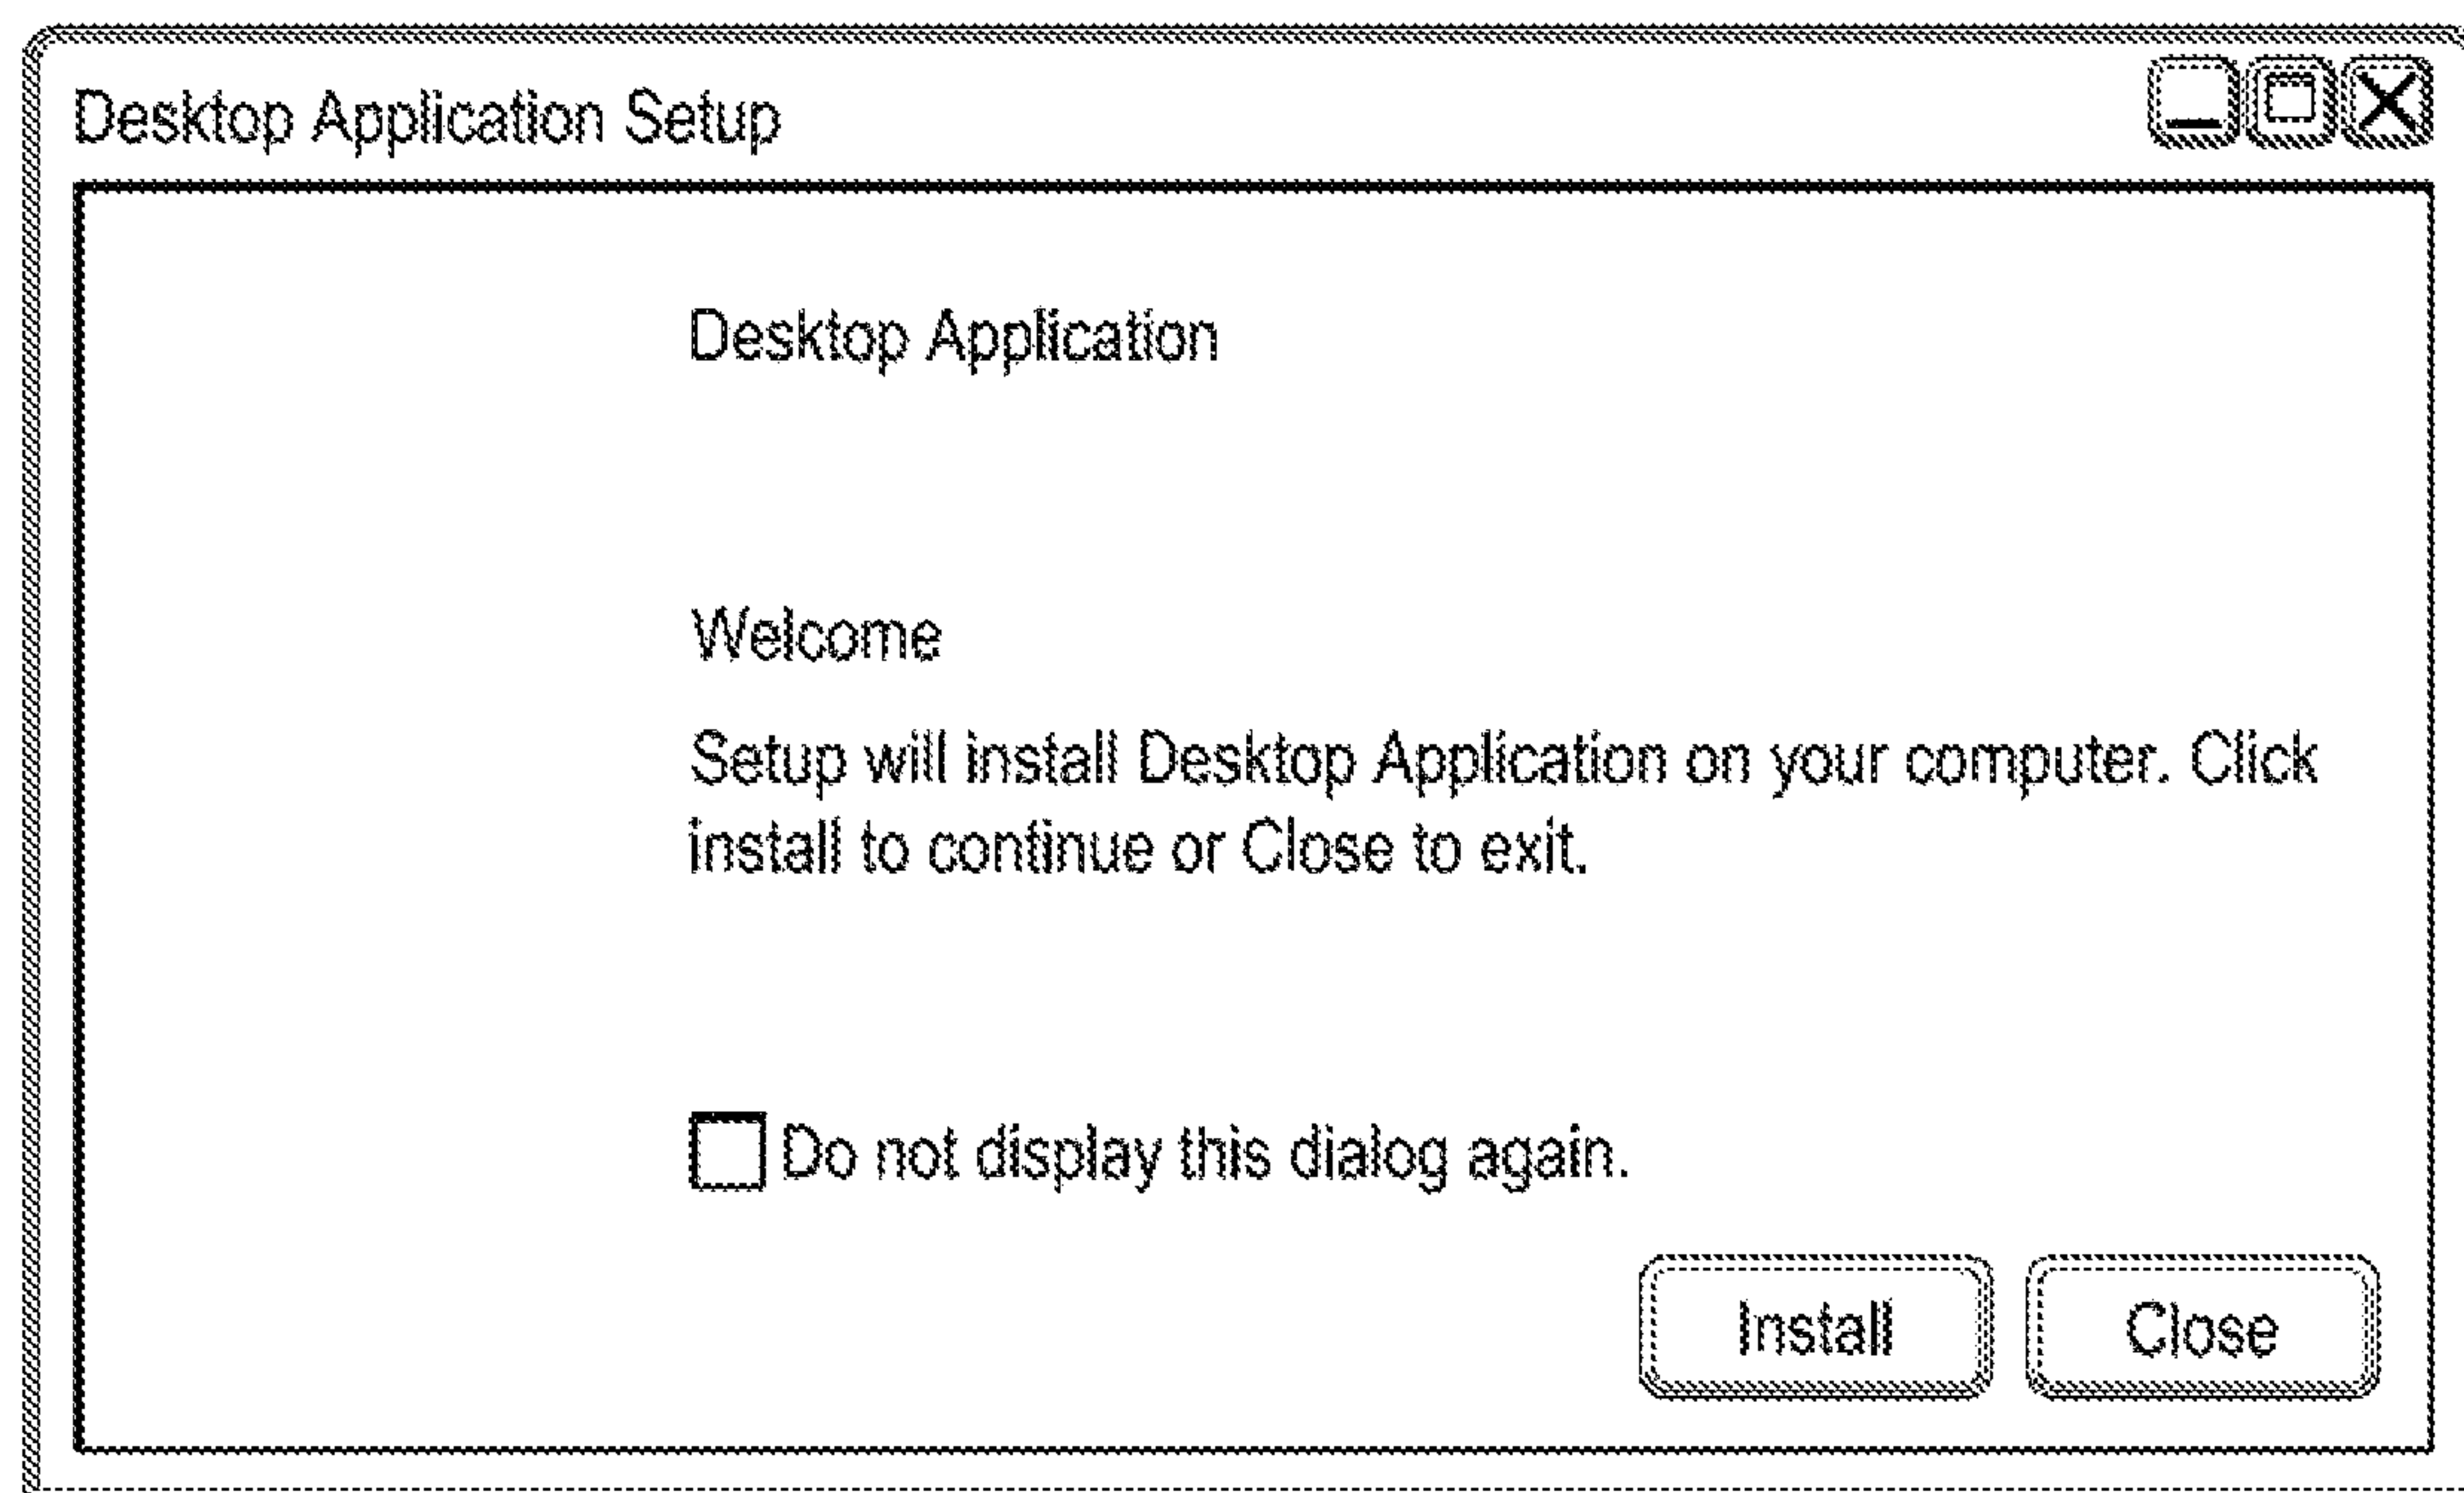 Desktop Application Setup
Desktop Application
Welcome
Setup will install Desktop Application on your computer. Click
install to continue or Close to exit.
Do not display this dialog again.
Install
Close